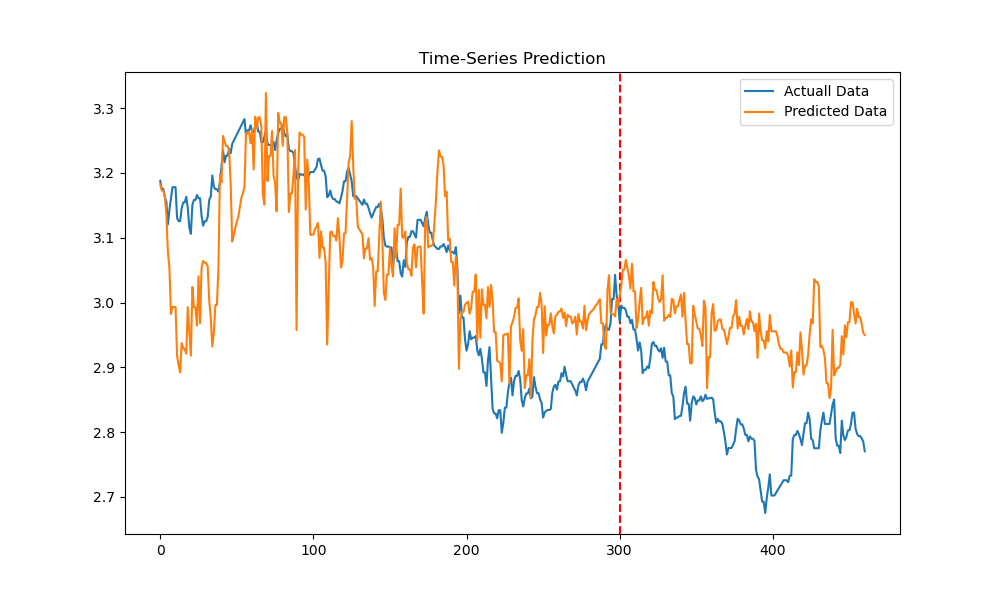 Time-Series Prediction
Actuall Data
Predicted Data
3.3
3.2
3.1
3.0
2.9
2.8
2.7
0 100 200 300 400